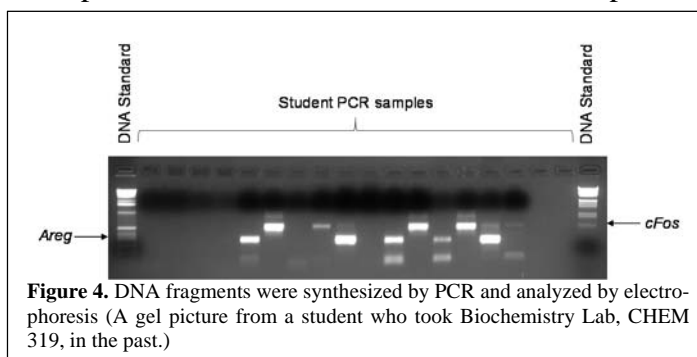 DNA Standard
Student PCR samples
DNA Standard
Areg
cFos
Figure 4. DNA fragments were synthesized by PCR and analyzed by electro-
phoresis (A gel picture from a student who took Biochemistry Lab, CHEM
319, in the past.)